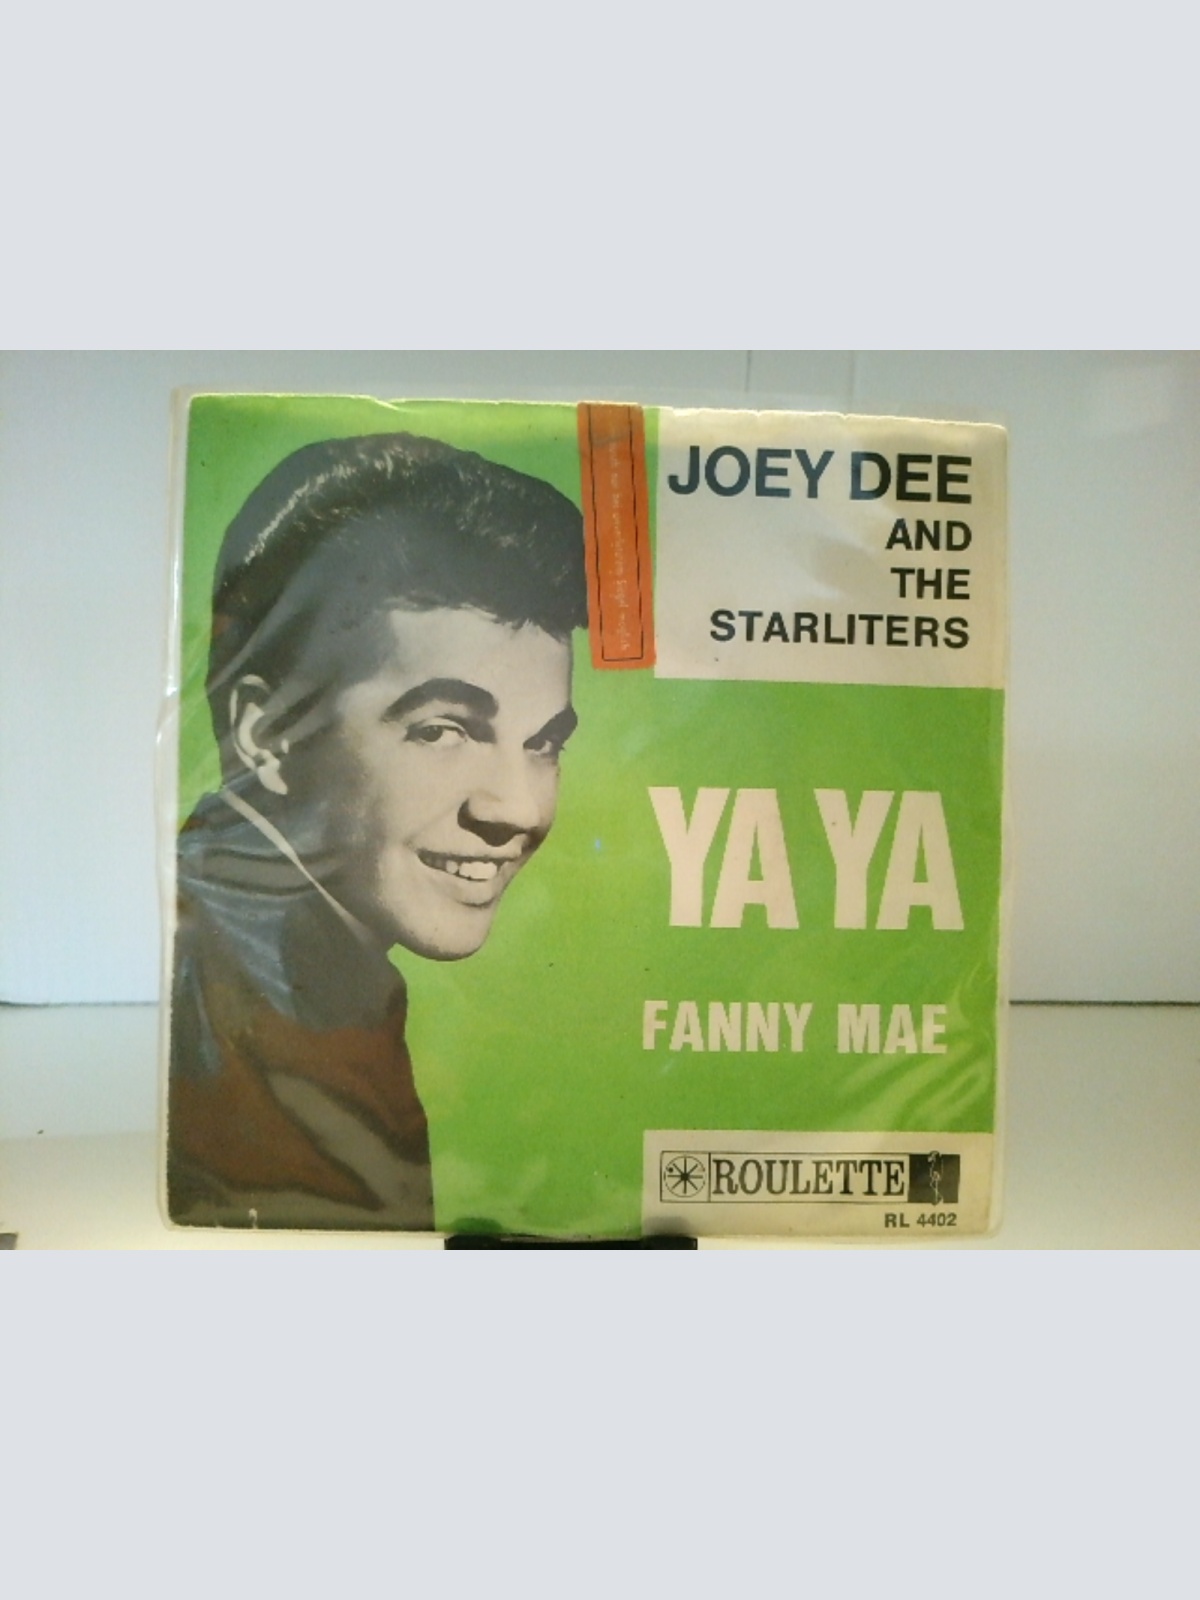 JOEY DEE
AND
THE
STARLITERS
YA YA
FANNY MAE
ROULETTE
RL 4402